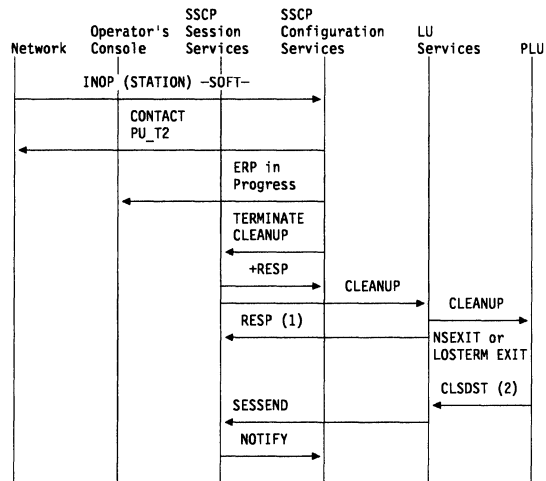 SSCP SSCP
Operator's Session Configuration LU
Network Console Services Services Services PLU
INOP (STATION) —SOFT—
CONTACT
PU_T2
ERP in
Progress
TERMINATE
CLEANUP
+RESP
CLEANUP
CLEANUP
RESP (1)
NSEXIT or
LOSTERM EXIT
CLSDST (2)
SESSEND
NOTIFY